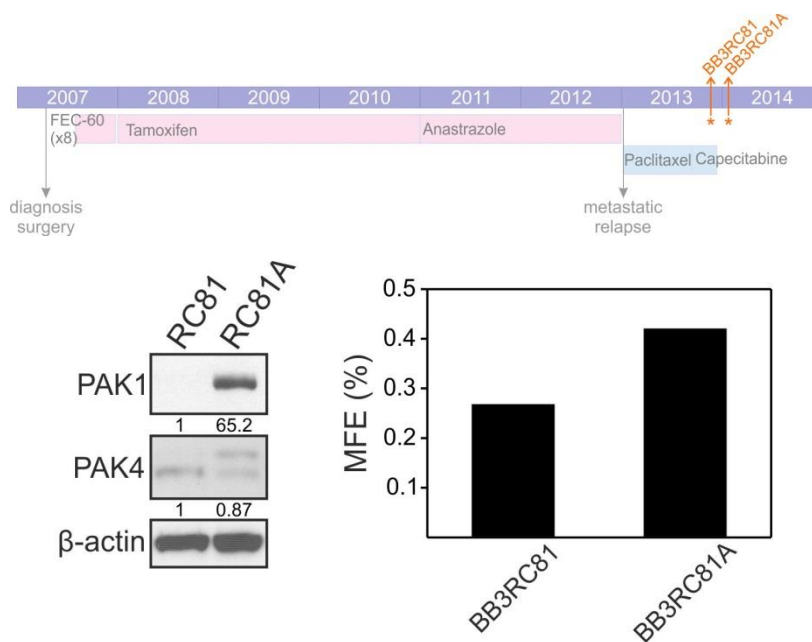 BB3RC81
BB3RC81A
2007 2008 2009 2010 2011 2012 2013 2014
FEC-60
(x8)
Tamoxifen
Anastrazole
* *
Paclitaxel Capecitabine
diagnosis
surgery
metastatic
relapse
RC81
RC81A
PAK1
1 65.2
PAK4
1 0.87
β-actin
MFE (%)
0.5
0.4
0.3
0.2
0.1
BB3RC81
BB3RC81A